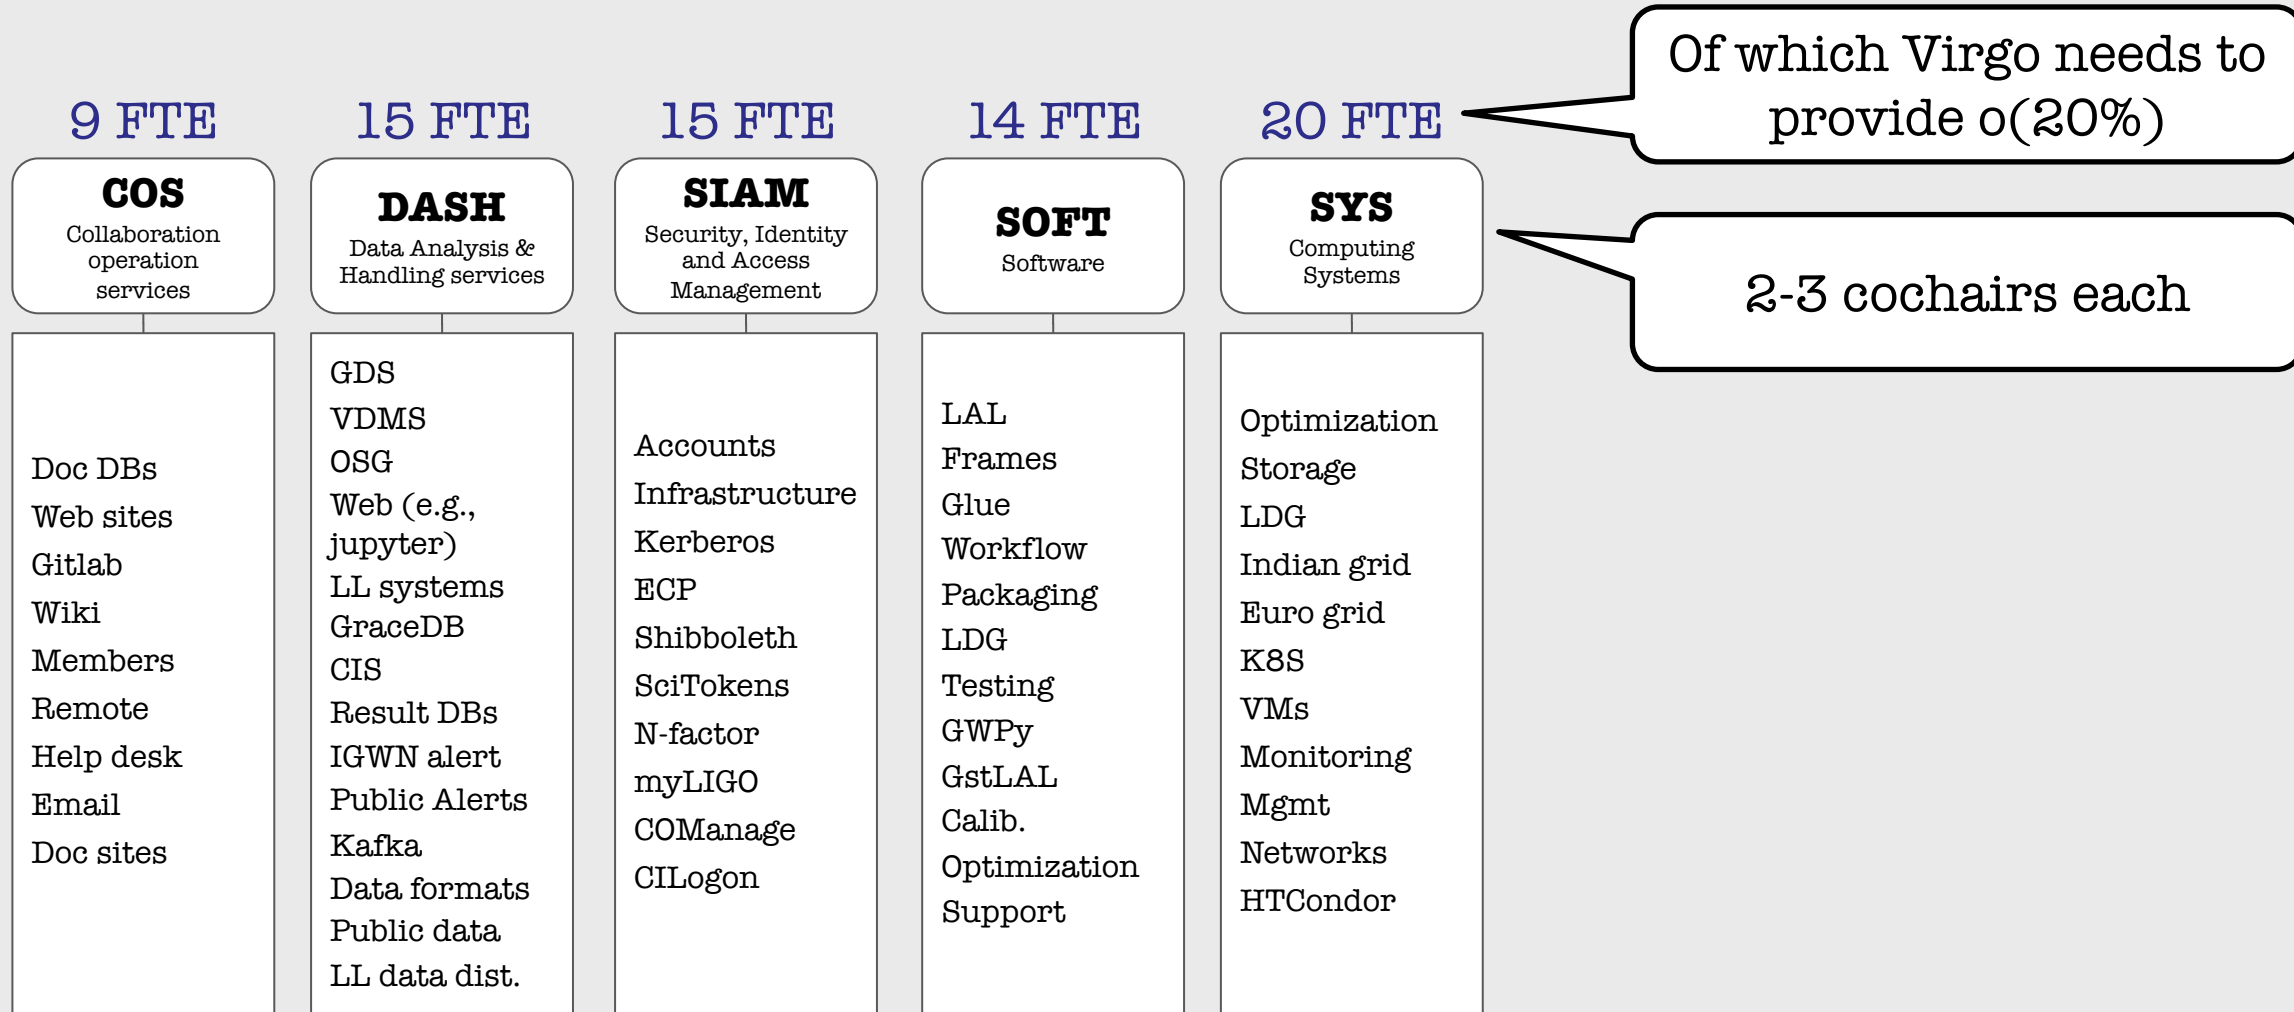 9 FTE
COS
Collaboration
operation
services
Doc DBs
Web sites
Gitlab
Wiki
Members
Remote
Help desk
Email
Doc sites
15 FTE
DASH
Data Analysis &
Handling services
GDS
VDMS
OSG
Web (e.g.,
jupyter)
LL systems
GraceDB
CIS
Result DBs
IGWN alert
Public Alerts
Kafka
Data formats
Public data
LL data dist.
15 FTE
SIAM
Security, Identity
and Access
Management
Accounts
Infrastructure
Kerberos
ECP
Shibboleth
SciTokens
N-factor
myLIGO
COManage
CILogon
14 FTE
SOFT
Software
LAL
Frames
Glue
Workflow
Packaging
LDG
Testing
GWPy
GstLAL
Calib.
Optimization
Support
20 FTE
SYS
Computing
Systems
Optimization
Storage
LDG
Indian grid
Euro grid
K8S
VMs
Monitoring
Mgmt
Networks
HTCondor
Of which Virgo needs to
provide o(20%)
2-3 cochairs each